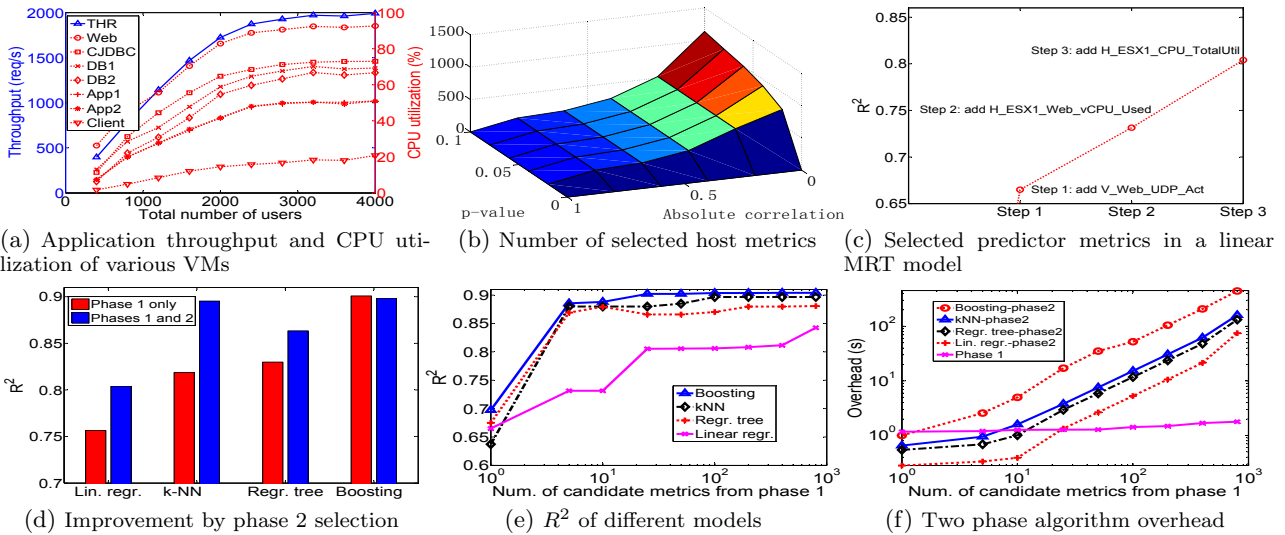 Throughput (req/s)
2000
1500
1000
500
0
THR
Web
CJDBC
DB1
DB2
App1
App2
Client
100
80
60
40
20
0
CPU utilization (%)
0 1000 2000 3000 4000
Total number of users
(a) Application throughput and CPU utilization of various VMs
1500
1000
500
0
0.1
0.05
0
p-value
1
0.5
0
Absolute correlation
(b) Number of selected host metrics
R²
0.85
0.8
0.75
0.7
0.65
Step 3: add H_ESX1_CPU_TotalUtil
Step 2: add H_ESX1_Web_vCPU_Used
Step 1: add V_Web_UDP_Act
Step 1 Step 2 Step 3
(c) Selected predictor metrics in a linear MRT model
R²
0.9
0.85
0.8
0.75
0.7
Phase 1 only
Phases 1 and 2
Lin. regr. k-NN Regr. tree Boosting
(d) Improvement by phase 2 selection
R²
0.9
0.85
0.8
0.75
0.7
0.65
0.6
Boosting
kNN
Regr. tree
Linear regr.
10⁰ 10¹ 10² 10³
Num. of candidate metrics from phase 1
(e) R² of different models
Overhead (s)
10²
10¹
10⁰
Boosting-phase2
kNN-phase2
Regr. tree-phase2
Lin. regr.-phase2
Phase 1
10⁰ 10¹ 10² 10³
Num. of candidate metrics from phase 1
(f) Two phase algorithm overhead